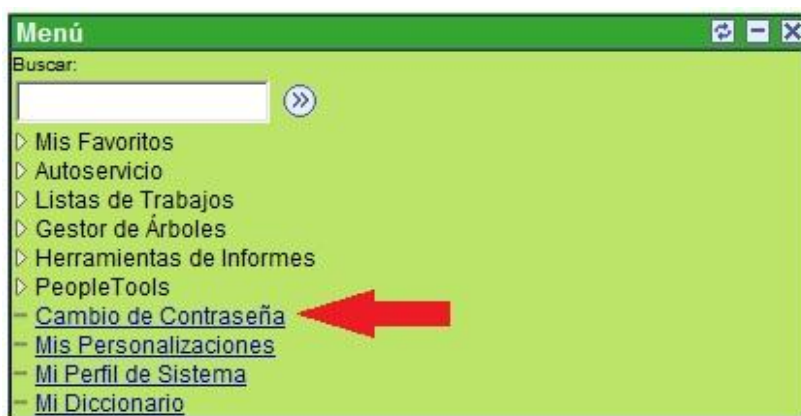 Menú
Buscar:
Mis Favoritos
Autoservicio
Listas de Trabajos
Gestor de Árboles
Herramientas de Informes
PeopleTools
Cambio de Contraseña
Mis Personalizaciones
Mi Perfil de Sistema
Mi Diccionario